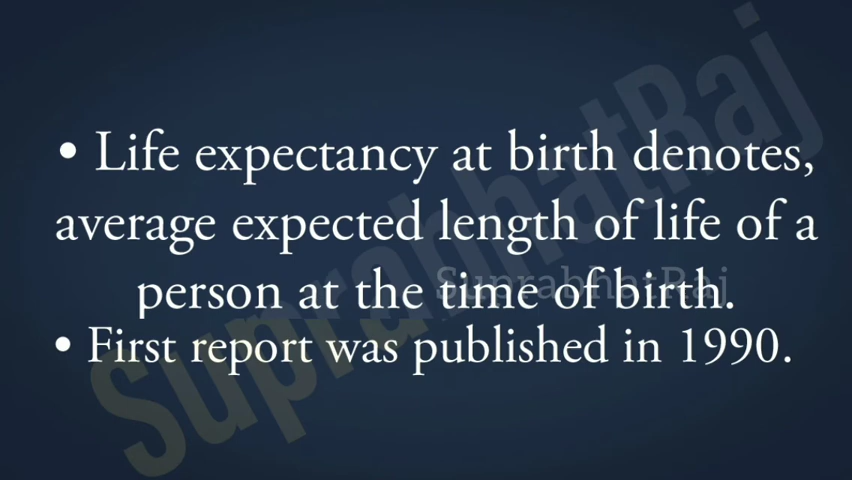 • Life expectancy at birth denotes,
average expected length of life of a
person at the time of birth.
• First report was published in 1990.
SuprabhatRaj
SuprabhatRaj